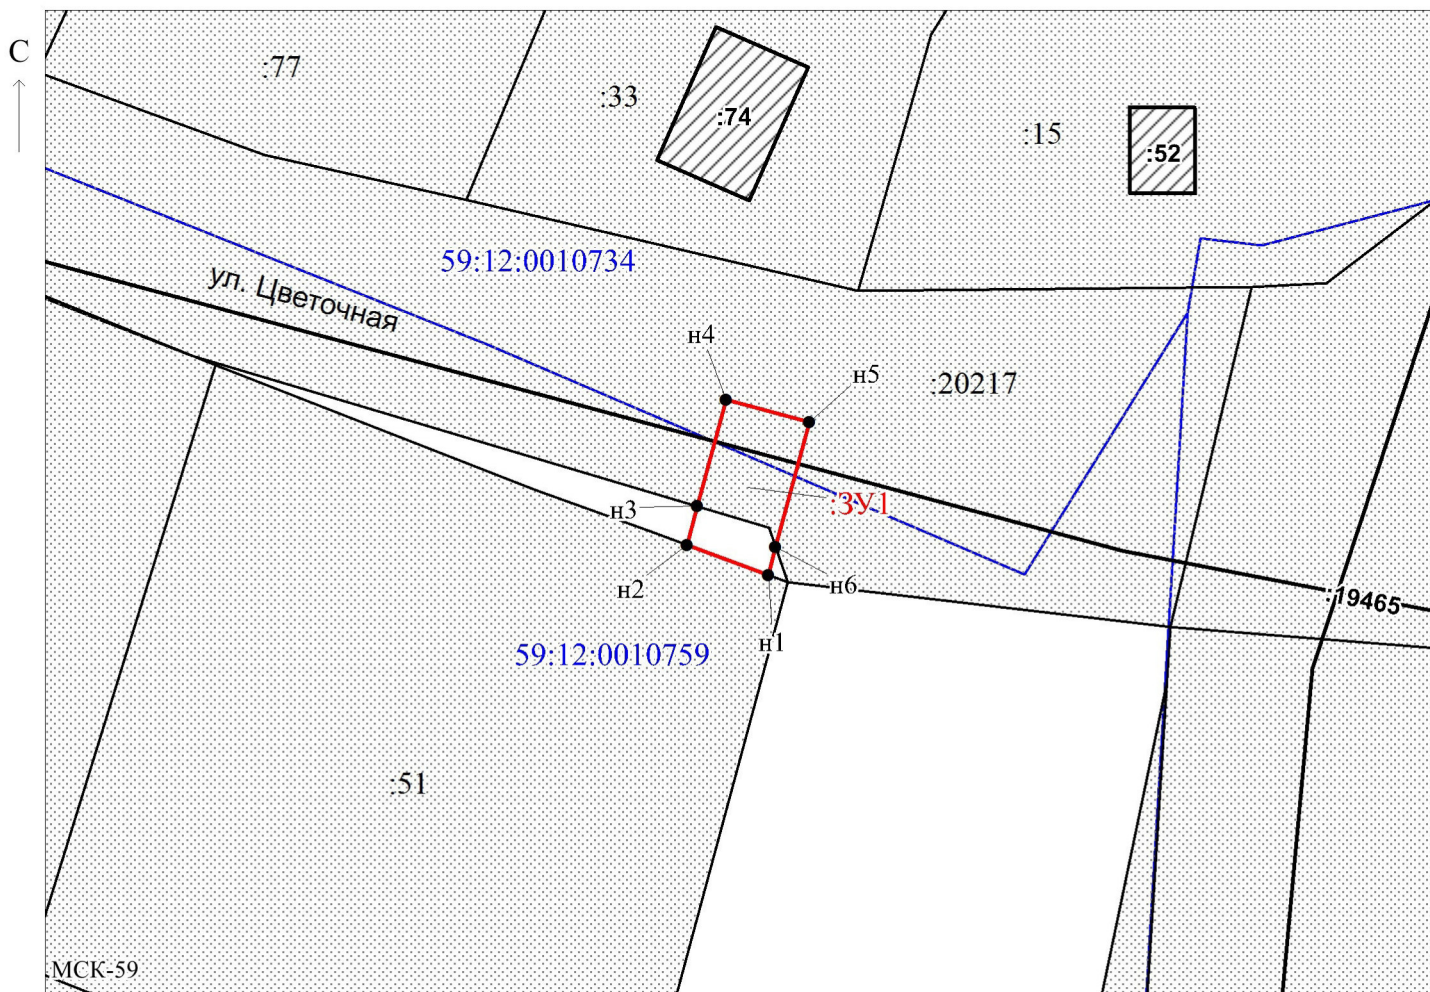 С
:77
:33
:74
:15
:52
59:12:0010734
ул. Цветочная
н4
н5
:20217
:ЗУ1
н3
н2
н6
:19465
н1
59:12:0010759
:51
МСК-59